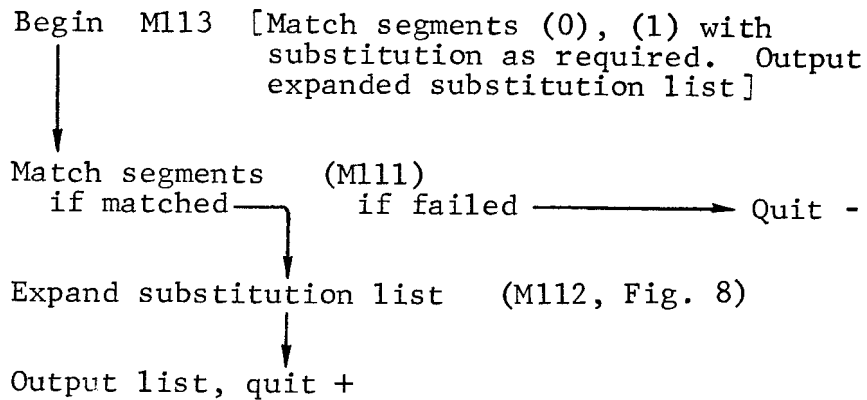 Begin M113 [Match segments (0), (1) with
substitution as required. Output
expanded substitution list]
Match segments (M111)
if matched if failed Quit -
Expand substitution list (M112, Fig. 8)
Output list, quit +